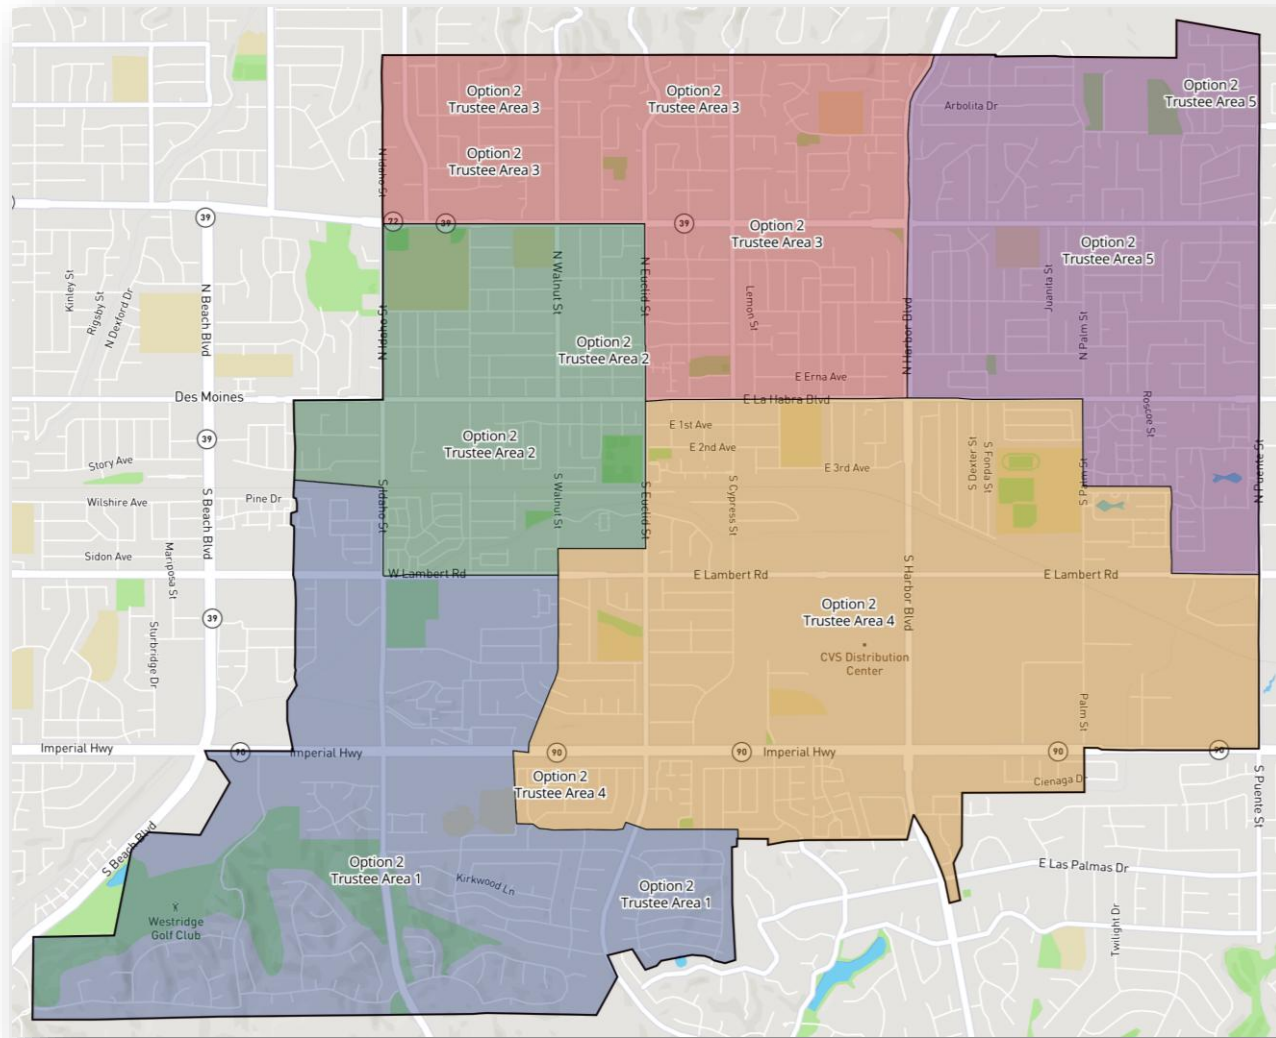 Option 2
Trustee Area 3
Option 2
Trustee Area 3
Option 2
Trustee Area 5
Arbolita Dr
Option 2
Trustee Area 3
N Idaho St
39
72
39
39
Option 2
Trustee Area 3
Option 2
Trustee Area 5
Kinley St
Rigsby St
N Dexford Dr
N Beach Blvd
N Idaho St
N Walnut St
N Euclid St
Lemon St
N Harbor Blvd
Juanita St
N Palm St
Option 2
Trustee Area 2
E Erna Ave
Des Moines
E La Habra Blvd
Roscoe St
39
Option 2
Trustee Area 2
E 1st Ave
E 2nd Ave
E 3rd Ave
S Dexter St
S Fonda St
S Palm St
N Puente St
Story Ave
Wilshire Ave
Pine Dr
S Beach Blvd
S Idaho St
S Walnut St
S Euclid St
S Cypress St
Sidon Ave
Mariposa St
W Lambert Rd
E Lambert Rd
E Lambert Rd
S Harbor Blvd
39
Sturbridge Dr
Option 2
Trustee Area 4
CVS Distribution
Center
Palm St
Imperial Hwy
90
Imperial Hwy
90
90
Imperial Hwy
90
90
Option 2
Trustee Area 4
Cienaga Dr
S Puente St
S Beach Blvd
Option 2
Trustee Area 1
Kirkwood Ln
Option 2
Trustee Area 1
E Las Palmas Dr
Westridge
Golf Club
Twilight Dr